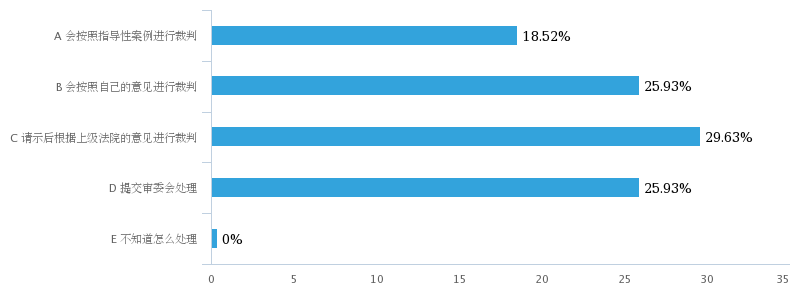 A 会按照指导性案例进行裁判
18.52%
B 会按照自己的意见进行裁判
25.93%
C 请示后根据上级法院的意见进行裁判
29.63%
D 提交审委会处理
25.93%
E 不知道怎么处理
0%
0 5 10 15 20 25 30 35